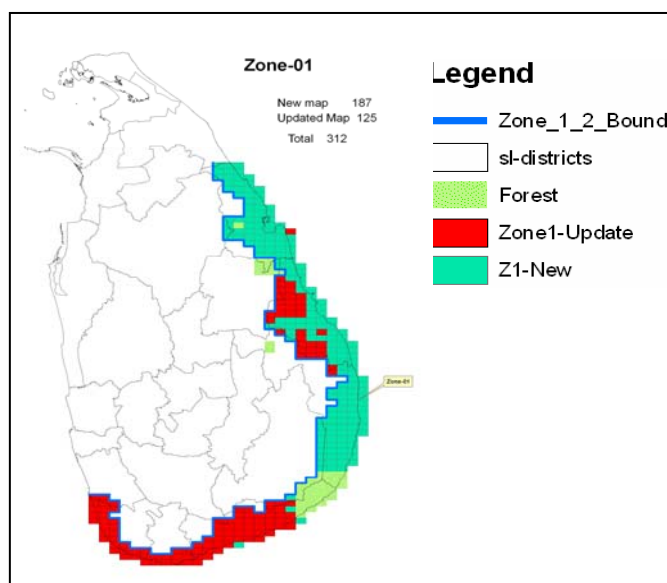 Zone-01
New map 187
Updated Map 125
Total 312
Legend
Zone_1_2_Bound
sl-districts
Forest
Zone1-Update
Z1-New
Zone-01